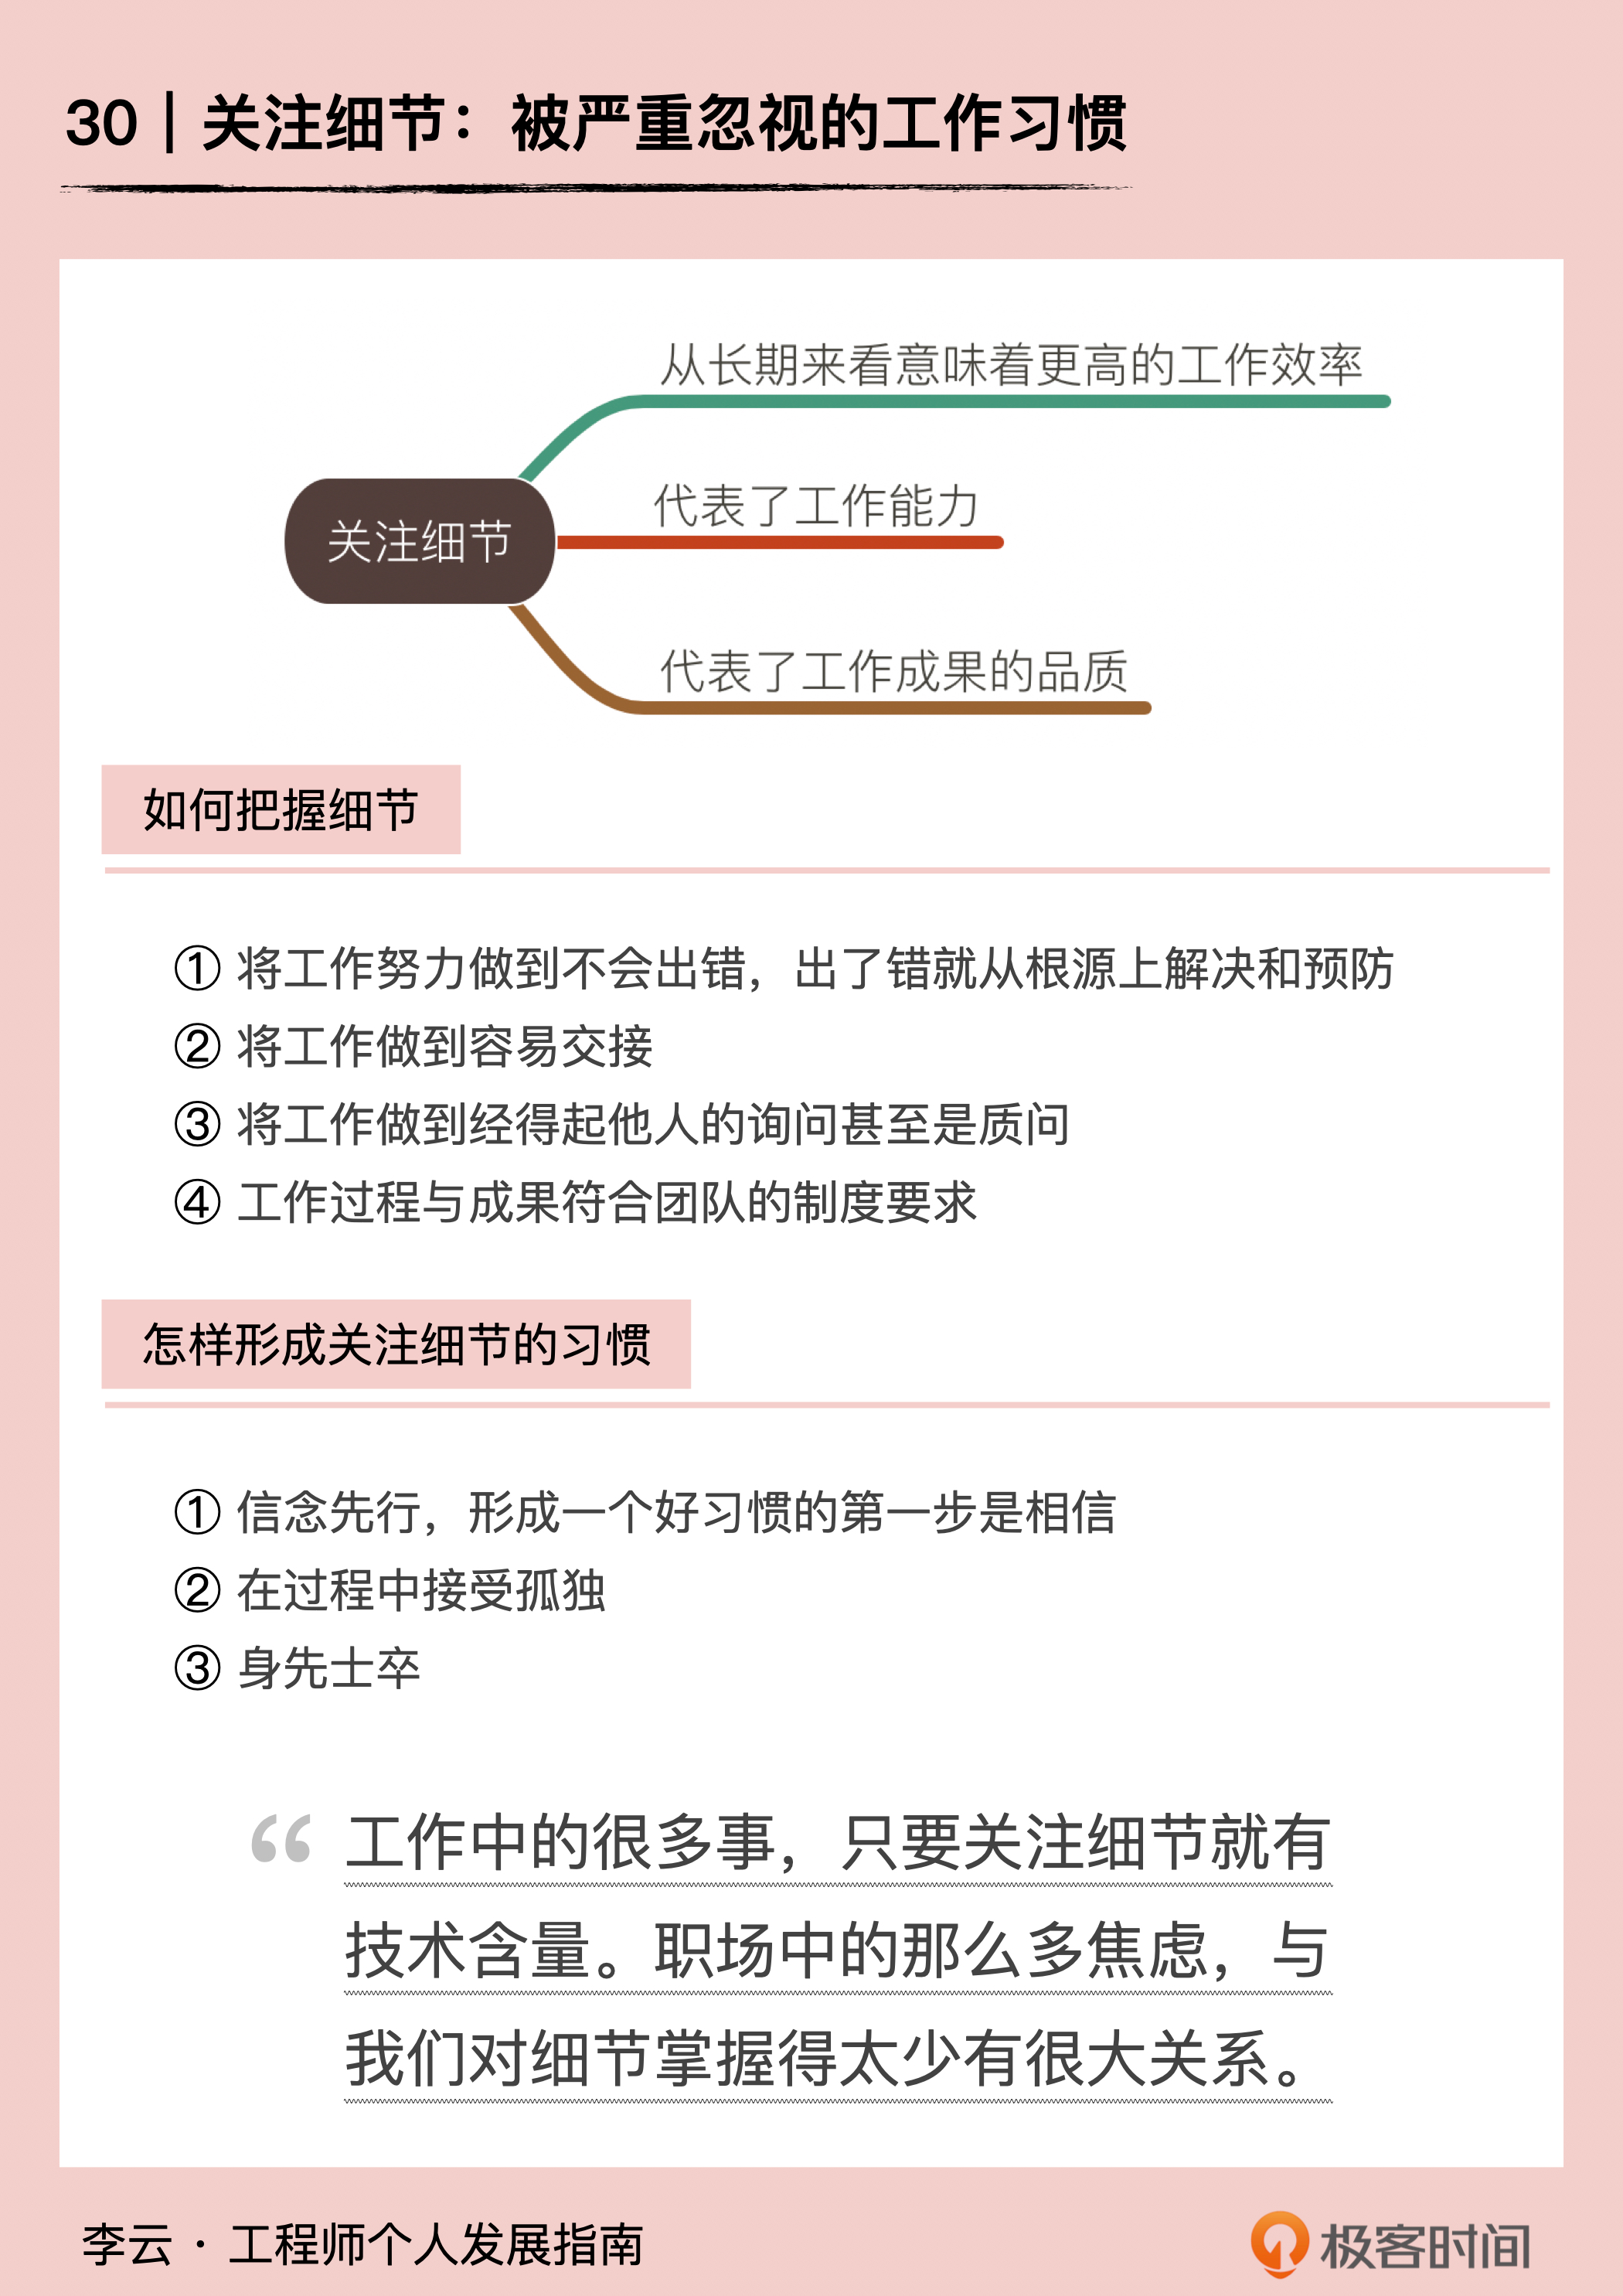 30｜关注细节：被严重忽视的工作习惯
从长期来看意味着更高的工作效率
关注细节
代表了工作能力
代表了工作成果的品质
如何把握细节
① 将工作努力做到不会出错，出了错就从根源上解决和预防
② 将工作做到容易交接
③ 将工作做到经得起他人的询问甚至是质问
④ 工作过程与成果符合团队的制度要求
怎样形成关注细节的习惯
① 信念先行，形成一个好习惯的第一步是相信
② 在过程中接受孤独
③ 身先士卒
“ 工作中的很多事，只要关注细节就有
技术含量。职场中的那么多焦虑，与
我们对细节掌握得太少有很大关系。
李云 · 工程师个人发展指南
极客时间